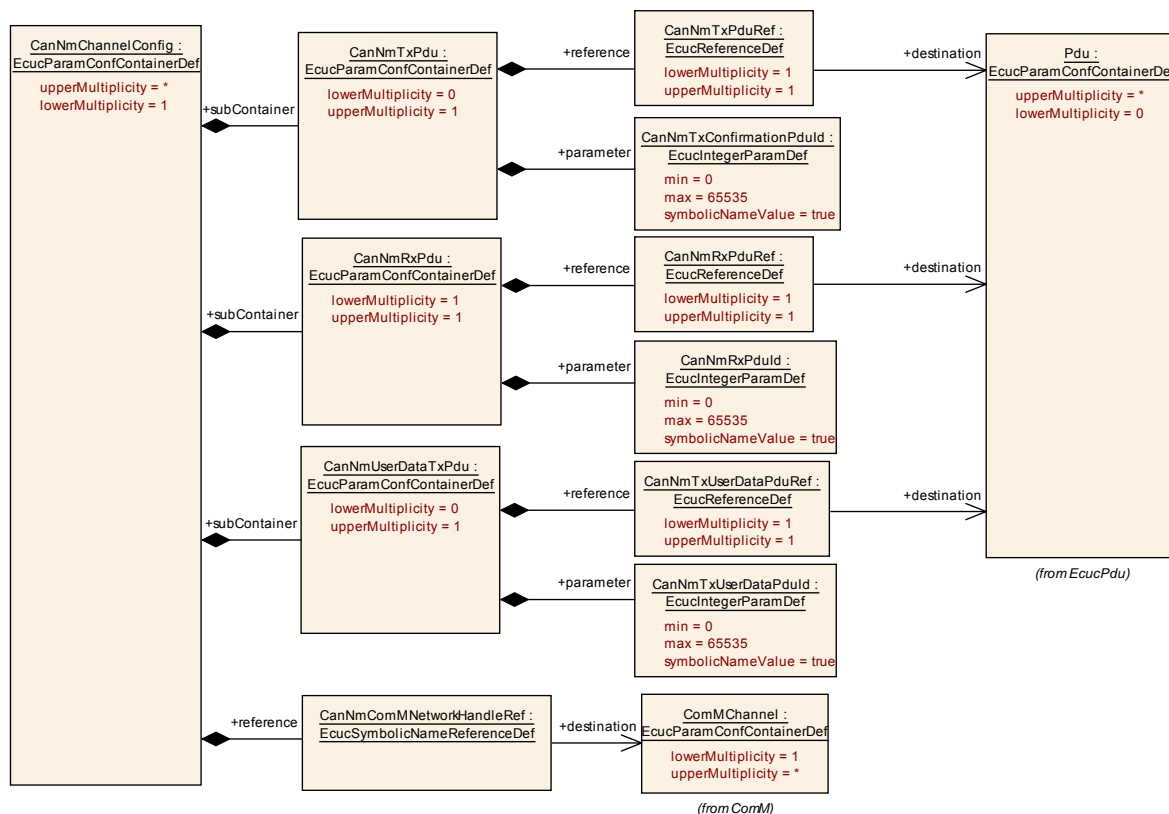 CanNmChannelConfig :
EcucParamConfContainerDef
upperMultiplicity = *
lowerMultiplicity = 1
+subContainer
CanNmTxPdu :
EcucParamConfContainerDef
lowerMultiplicity = 0
upperMultiplicity = 1
+reference
CanNmTxPduRef :
EcucReferenceDef
lowerMultiplicity = 1
upperMultiplicity = 1
+destination
Pdu :
EcucParamConfContainerDef
upperMultiplicity = *
lowerMultiplicity = 0
(from EcucPdu)
+parameter
CanNmTxConfirmationPduId :
EcucIntegerParamDef
min = 0
max = 65535
symbolicNameValue = true
+subContainer
CanNmRxPdu :
EcucParamConfContainerDef
lowerMultiplicity = 1
upperMultiplicity = 1
+reference
CanNmRxPduRef :
EcucReferenceDef
lowerMultiplicity = 1
upperMultiplicity = 1
+destination
+parameter
CanNmRxPduId :
EcucIntegerParamDef
min = 0
max = 65535
symbolicNameValue = true
+subContainer
CanNmUserDataTxPdu :
EcucParamConfContainerDef
lowerMultiplicity = 0
upperMultiplicity = 1
+reference
CanNmTxUserDataPduRef :
EcucReferenceDef
lowerMultiplicity = 1
upperMultiplicity = 1
+destination
+parameter
CanNmTxUserDataPduId :
EcucIntegerParamDef
min = 0
max = 65535
symbolicNameValue = true
+reference
CanNmComMNetworkHandleRef :
EcucSymbolicNameReferenceDef
+destination
ComMChannel :
EcucParamConfContainerDef
lowerMultiplicity = 1
upperMultiplicity = *
(from ComM)